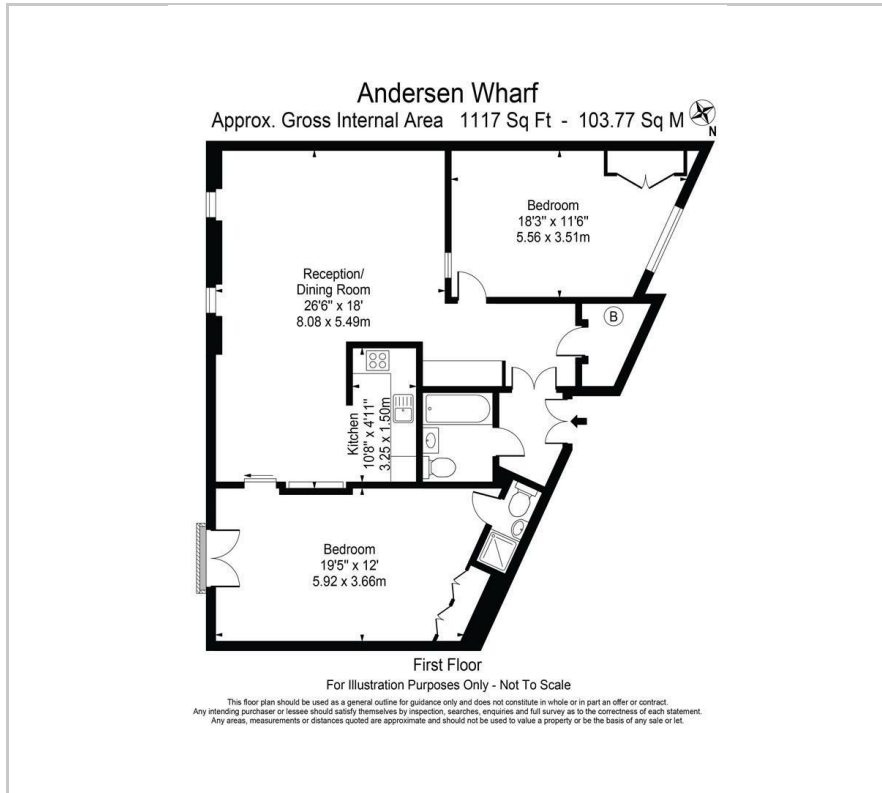 Andersen Wharf
Approx. Gross Internal Area 1117 Sq Ft - 103.77 Sq M
N
Bedroom
18'3" x 11'6"
5.56 x 3.51m
Reception/
Dining Room
26'6" x 18'
8.08 x 5.49m
B
Kitchen
10'8" x 4'11"
3.25 x 1.50m
Bedroom
19'5" x 12'
5.92 x 3.66m
First Floor
For Illustration Purposes Only - Not To Scale
This floor plan should be used as a general outline for guidance only and does not constitute in whole or in part an offer or contract.
Any intending purchaser or lessee should satisfy themselves by inspection, searches, enquiries and full survey as to the correctness of each statement.
Any areas, measurements or distances quoted are approximate and should not be used to value a property or be the basis of any sale or let.